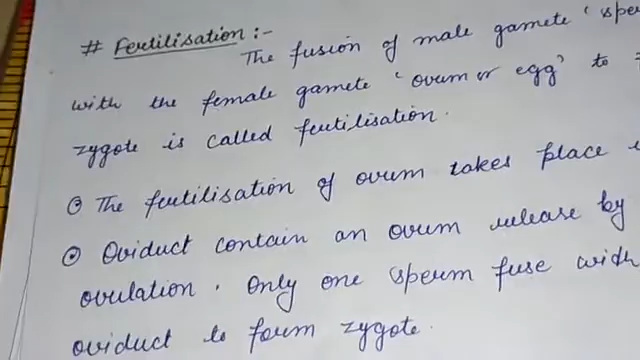 # Fertilisation :-
The fusion of male gamete ' 
with the female gamete ' ovum or egg' to
zygote is called fertilisation.
The fertilisation of ovum takes place
Oviduct contain an ovum release by
ovulation. Only one sperm fuse with
oviduct to form zygote.